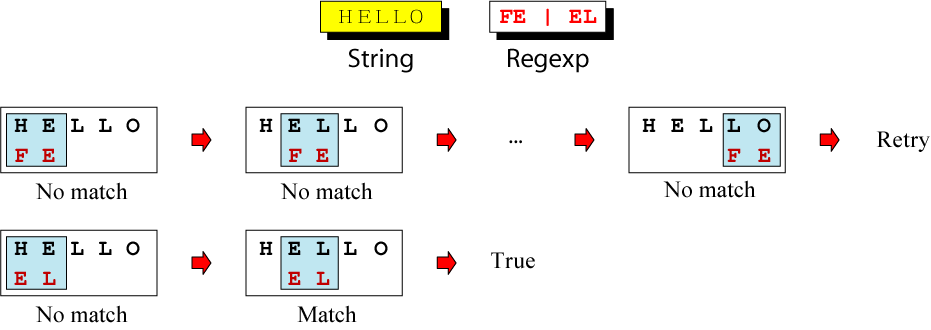 HELLO FE | EL
String Regexp
H E L L O H E L L O H E L L O
F E F E ... F E Retry
No match No match No match
H E L L O H E L L O
E L E L True
No match Match